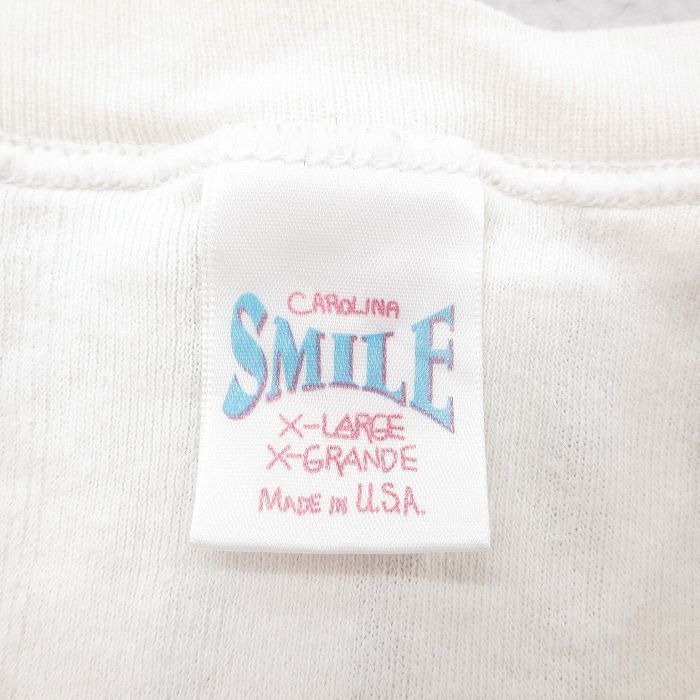 CAROLINA
SMILE
X-LARGE
X-GRANDE
MADE IN U.S.A.